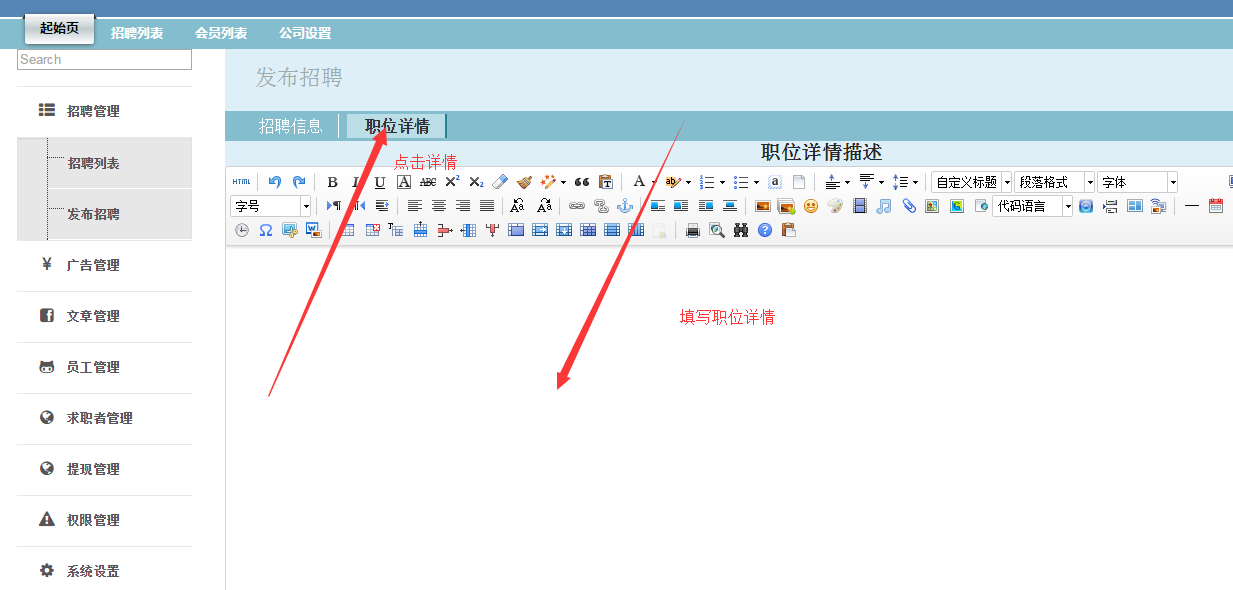 起始页 招聘列表 会员列表 公司设置
Search
发布招聘
招聘管理
招聘信息 职位详情
职位详情描述
点击详情
招聘列表
HTML B I U A ABC X² X₂ A ab 自定义标题 段落格式 字体
字号 代码语言
发布招聘
广告管理
文章管理
填写职位详情
员工管理
求职者管理
提现管理
权限管理
系统设置